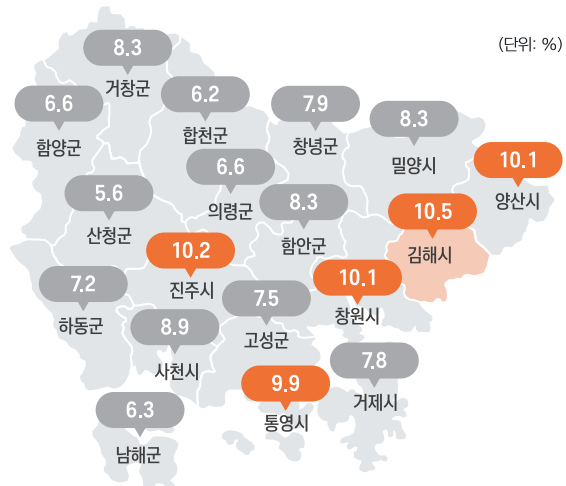 (단위: %)
8.3
거창군
6.6
함양군
6.2
합천군
7.9
창녕군
8.3
밀양시
10.1
양산시
5.6
산청군
6.6
의령군
8.3
함안군
10.5
김해시
10.2
진주시
10.1
창원시
7.2
하동군
7.5
고성군
8.9
사천시
7.8
거제시
9.9
통영시
6.3
남해군